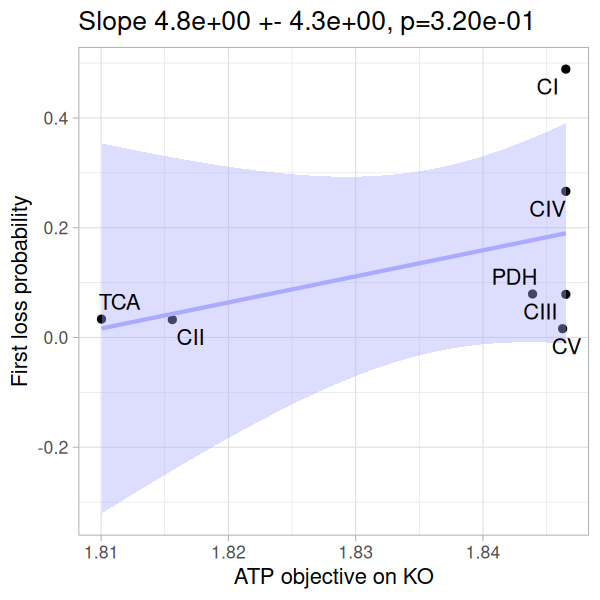 Slope 4.8e+00 +- 4.3e+00, p=3.20e-01
CI
0.4
CIV
0.2
First loss probability
PDH
TCA
CIII
CII
0.0
CV
-0.2
1.81 1.82 1.83 1.84
ATP objective on KO